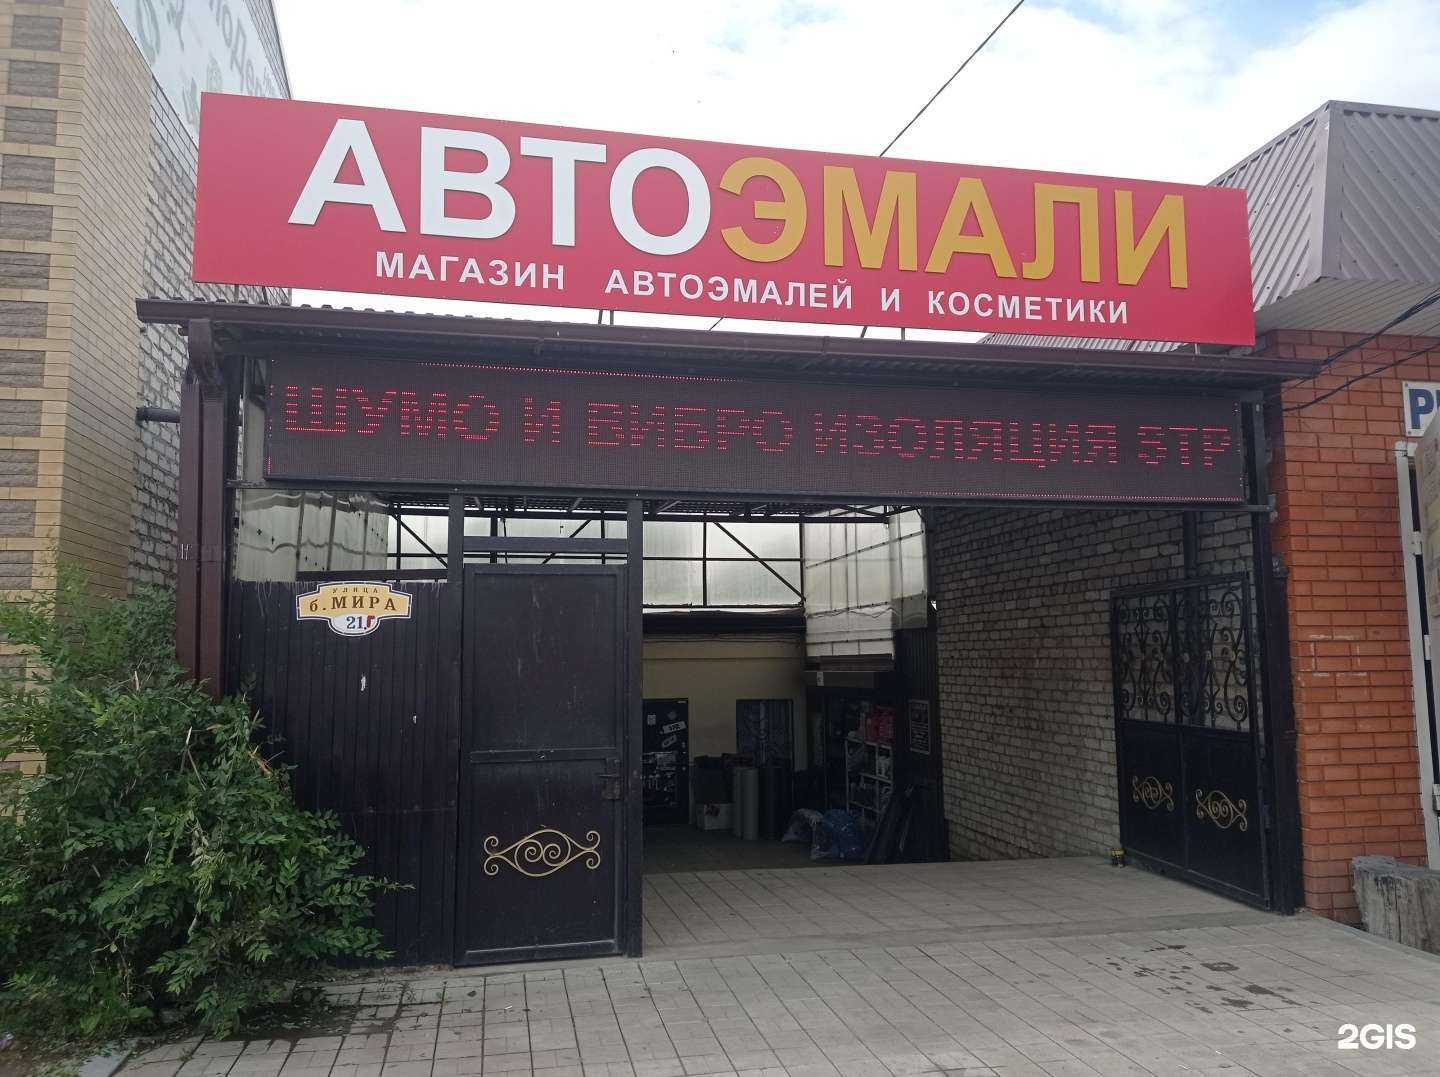 АВТОЭМАЛИ
МАГАЗИН АВТОЭМАЛЕЙ И КОСМЕТИКИ
ШУМО И ВИБРО ИЗОЛЯЦИЯ STP
УЛИЦА
б. МИРА
21г
2GIS